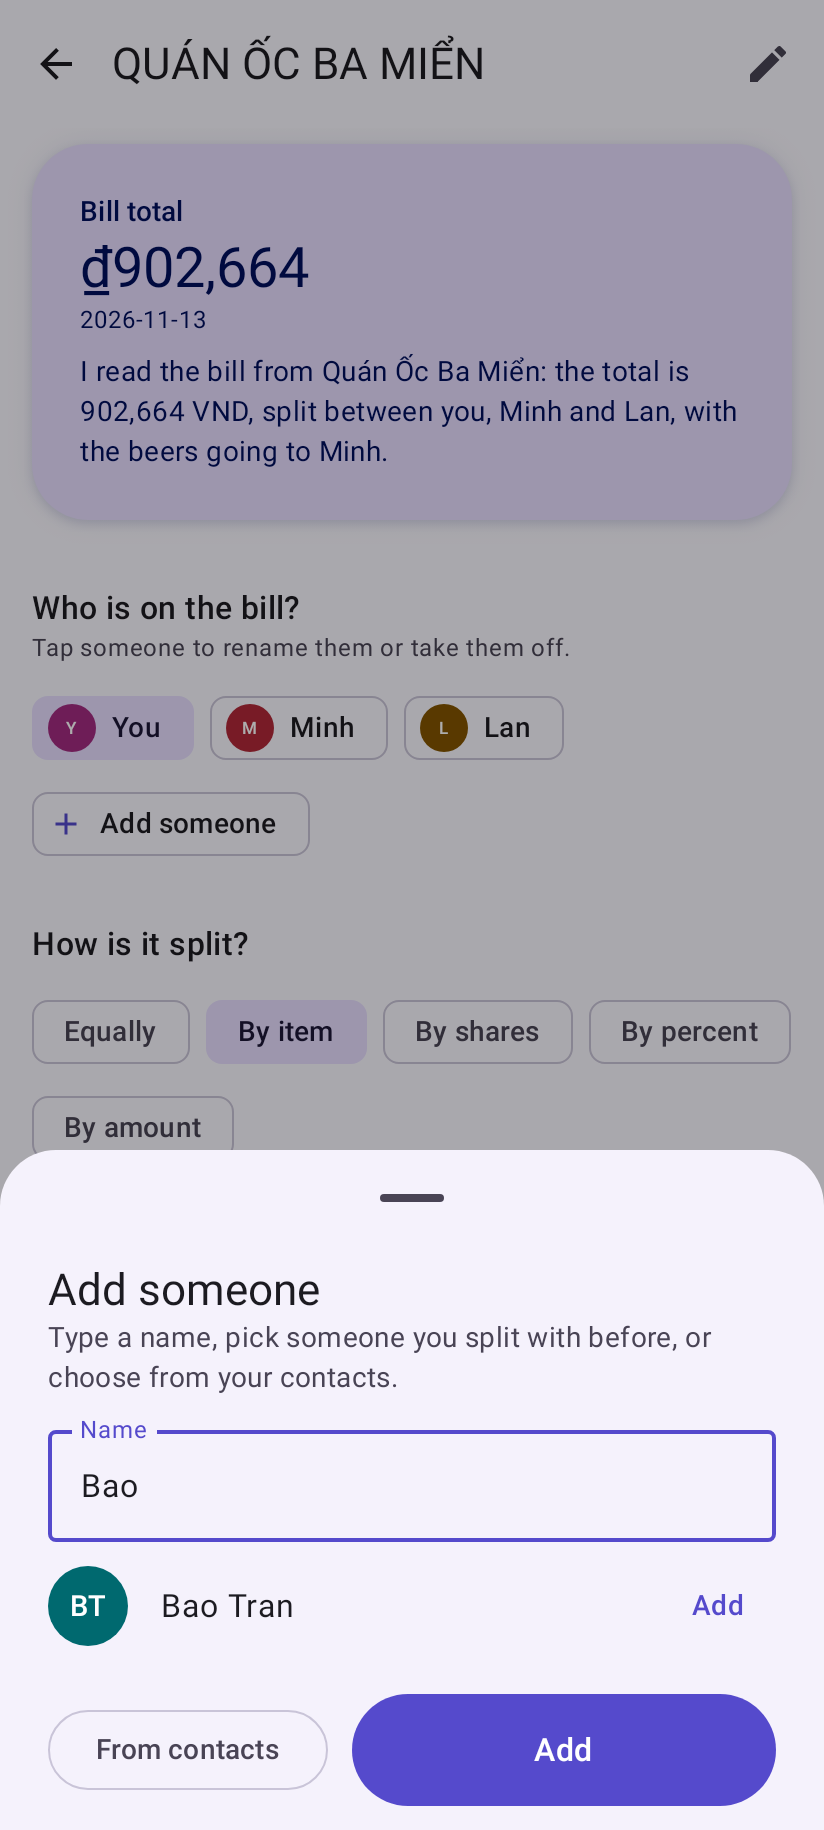 QUÁN ỐC BA MIỂN
Bill total
₫902,664
2026-11-13
I read the bill from Quán Ốc Ba Miển: the total is
902,664 VND, split between you, Minh and Lan, with
the beers going to Minh.
Who is on the bill?
Tap someone to rename them or take them off.
Y You M Minh L Lan
Add someone
How is it split?
Equally By item By shares By percent
By amount
Add someone
Type a name, pick someone you split with before, or
choose from your contacts.
Name
Bao
BT Bao Tran Add
From contacts Add